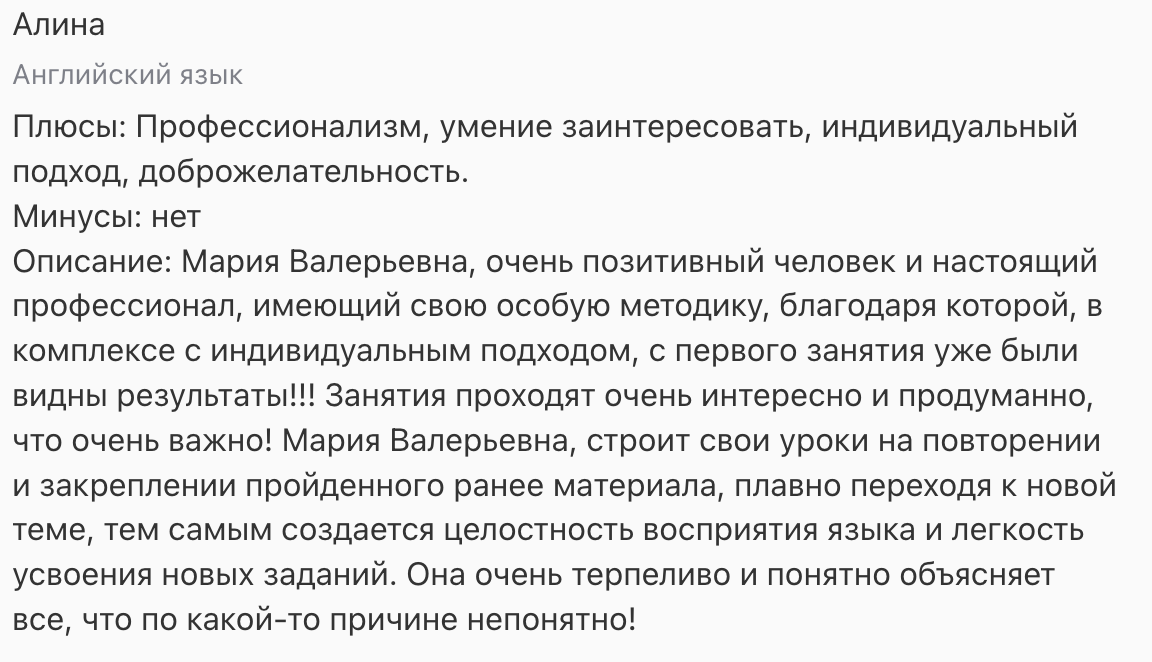 Алина
Английский язык
Плюсы: Профессионализм, умение заинтересовать, индивидуальный
подход, доброжелательность.
Минусы: нет
Описание: Мария Валерьевна, очень позитивный человек и настоящий
профессионал, имеющий свою особую методику, благодаря которой, в
комплексе с индивидуальным подходом, с первого занятия уже были
видны результаты!!! Занятия проходят очень интересно и продуманно,
что очень важно! Мария Валерьевна, строит свои уроки на повторении
и закреплении пройденного ранее материала, плавно переходя к новой
теме, тем самым создается целостность восприятия языка и легкость
усвоения новых заданий. Она очень терпеливо и понятно объясняет
все, что по какой-то причине непонятно!